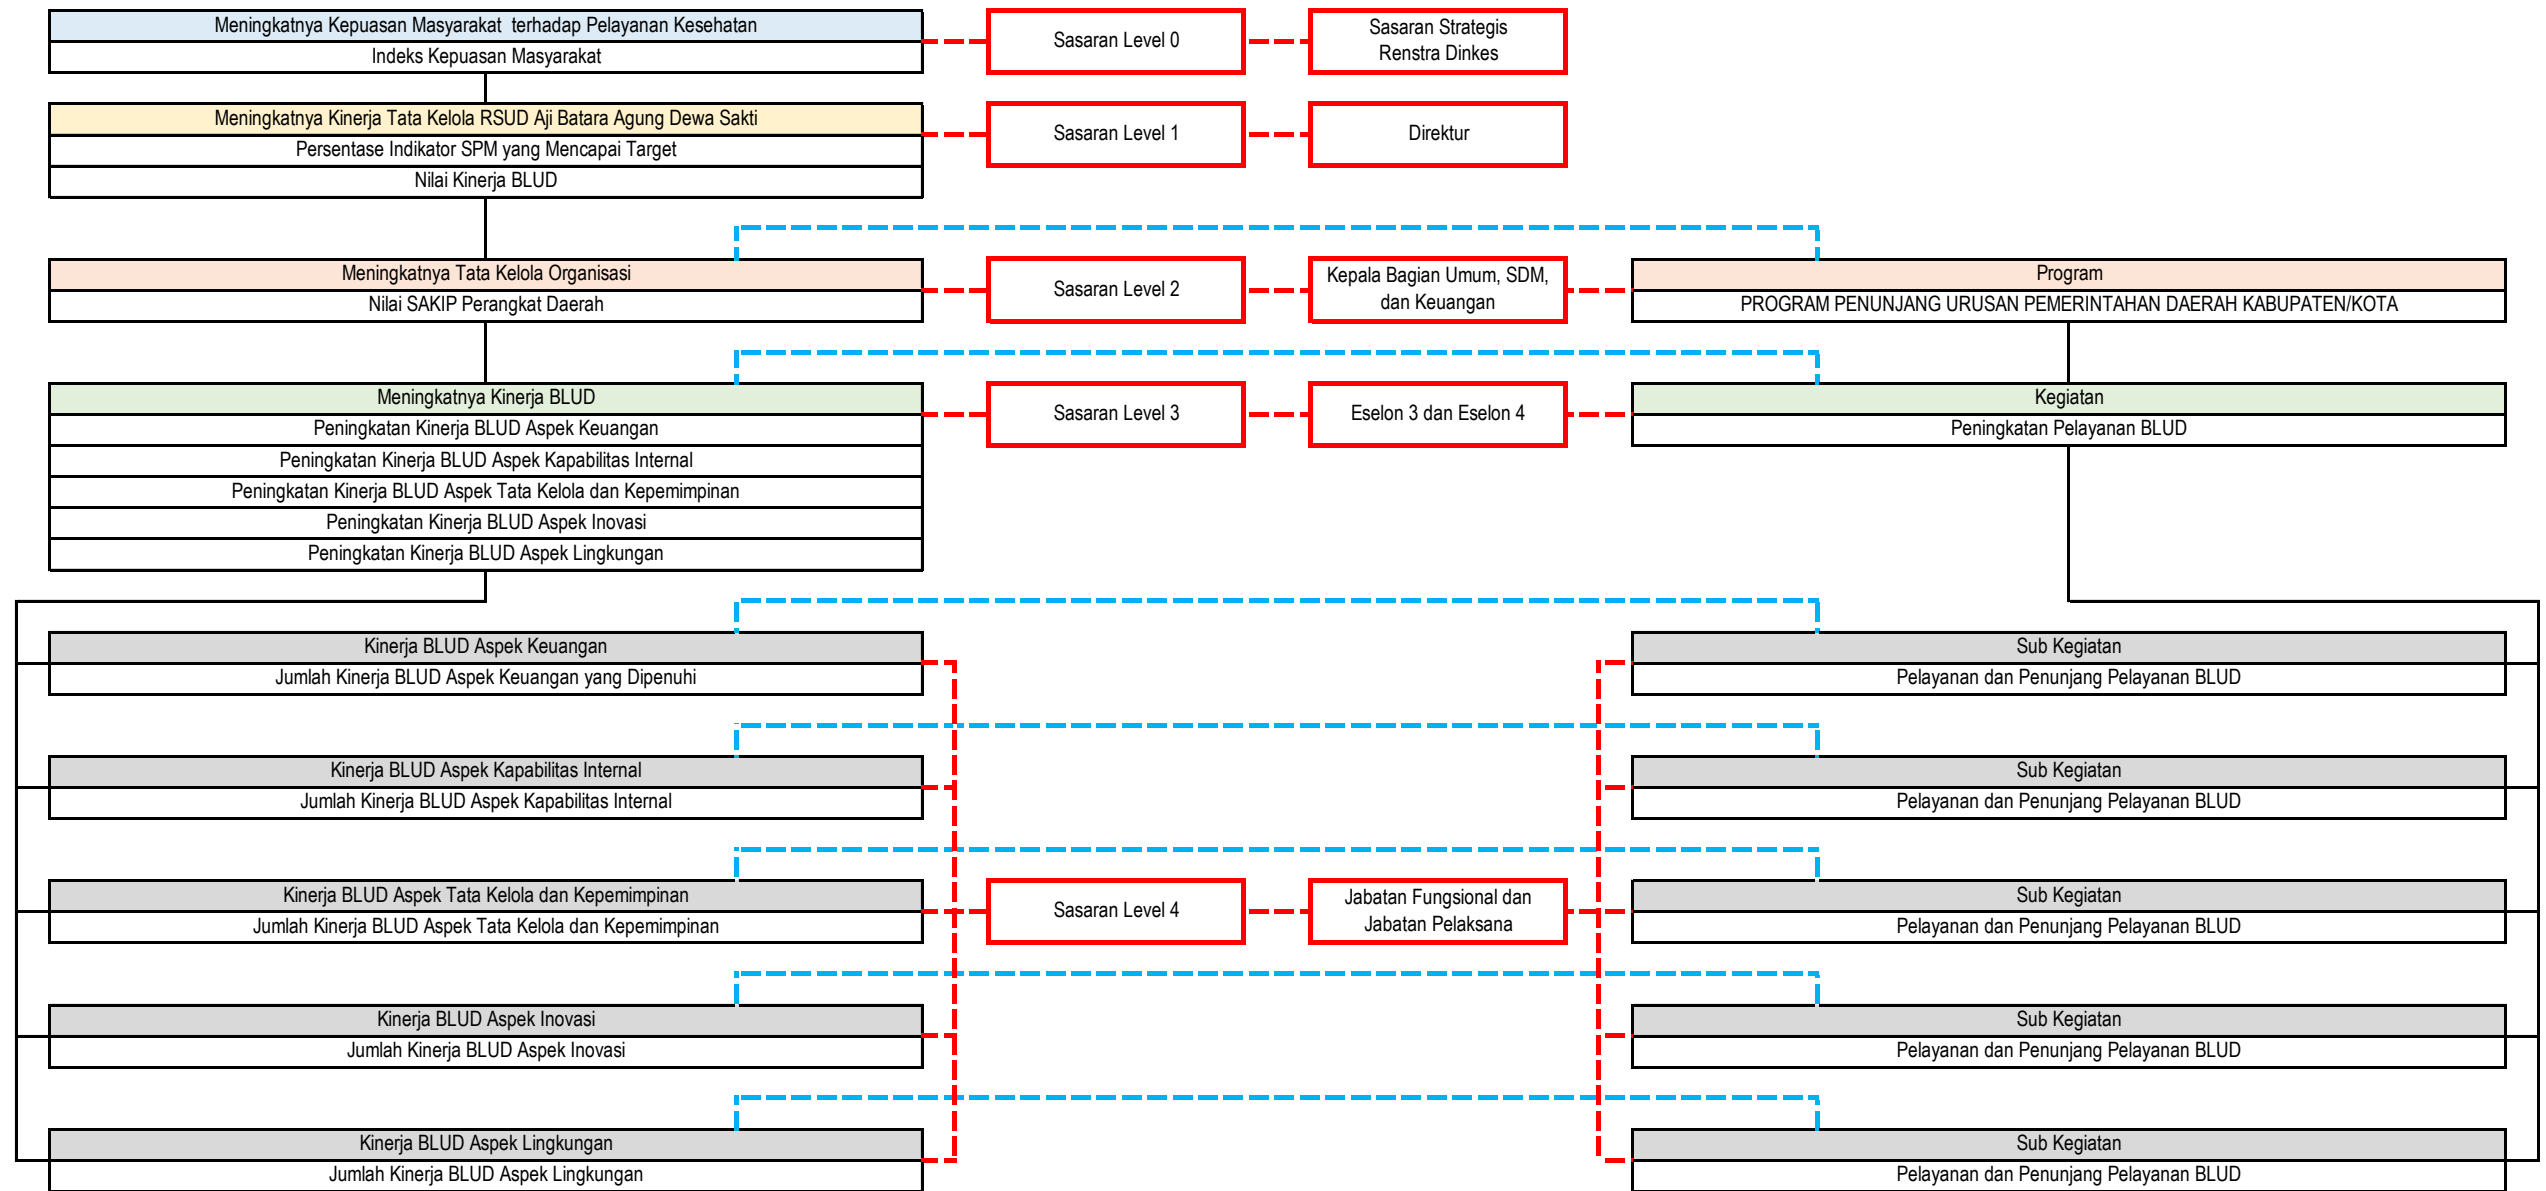 Meningkatnya Kepuasan Masyarakat terhadap Pelayanan Kesehatan
Indeks Kepuasan Masyarakat
Sasaran Level 0
Sasaran Strategis
Renstra Dinkes
Meningkatnya Kinerja Tata Kelola RSUD Aji Batara Agung Dewa Sakti
Persentase Indikator SPM yang Mencapai Target
Nilai Kinerja BLUD
Sasaran Level 1
Direktur
Meningkatnya Tata Kelola Organisasi
Nilai SAKIP Perangkat Daerah
Sasaran Level 2
Kepala Bagian Umum, SDM,
dan Keuangan
Program
PROGRAM PENUNJANG URUSAN PEMERINTAHAN DAERAH KABUPATEN/KOTA
Meningkatnya Kinerja BLUD
Peningkatan Kinerja BLUD Aspek Keuangan
Peningkatan Kinerja BLUD Aspek Kapabilitas Internal
Peningkatan Kinerja BLUD Aspek Tata Kelola dan Kepemimpinan
Peningkatan Kinerja BLUD Aspek Inovasi
Peningkatan Kinerja BLUD Aspek Lingkungan
Sasaran Level 3
Eselon 3 dan Eselon 4
Kegiatan
Peningkatan Pelayanan BLUD
Kinerja BLUD Aspek Keuangan
Jumlah Kinerja BLUD Aspek Keuangan yang Dipenuhi
Sub Kegiatan
Pelayanan dan Penunjang Pelayanan BLUD
Kinerja BLUD Aspek Kapabilitas Internal
Jumlah Kinerja BLUD Aspek Kapabilitas Internal
Sub Kegiatan
Pelayanan dan Penunjang Pelayanan BLUD
Kinerja BLUD Aspek Tata Kelola dan Kepemimpinan
Jumlah Kinerja BLUD Aspek Tata Kelola dan Kepemimpinan
Sasaran Level 4
Jabatan Fungsional dan
Jabatan Pelaksana
Sub Kegiatan
Pelayanan dan Penunjang Pelayanan BLUD
Kinerja BLUD Aspek Inovasi
Jumlah Kinerja BLUD Aspek Inovasi
Sub Kegiatan
Pelayanan dan Penunjang Pelayanan BLUD
Kinerja BLUD Aspek Lingkungan
Jumlah Kinerja BLUD Aspek Lingkungan
Sub Kegiatan
Pelayanan dan Penunjang Pelayanan BLUD